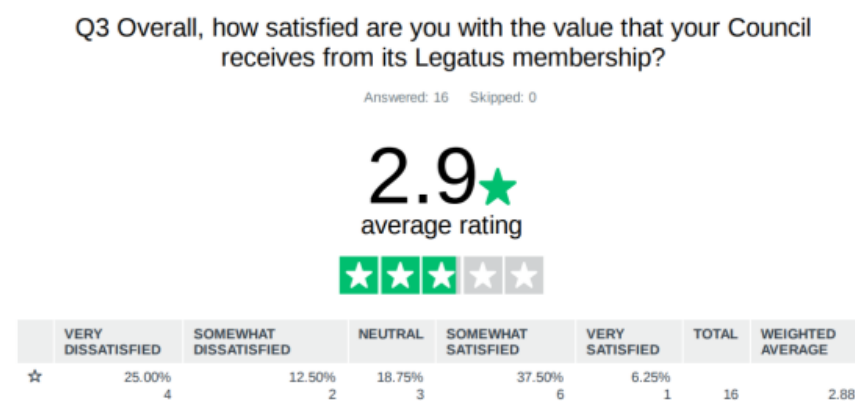 Q3 Overall, how satisfied are you with the value that your Council
receives from its Legatus membership?
Answered: 16 Skipped: 0
2.9
average rating
VERY DISSATISFIED SOMEWHAT DISSATISFIED NEUTRAL SOMEWHAT SATISFIED VERY SATISFIED TOTAL WEIGHTED AVERAGE
25.00% 12.50% 18.75% 37.50% 6.25%
4 2 3 6 1 16 2.88